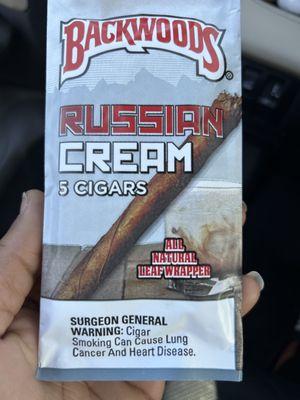 BACKWOODS®
RUSSIAN
CREAM
5 CIGARS
ALL
NATURAL
LEAF WRAPPER
SURGEON GENERAL
WARNING: Cigar
Smoking Can Cause Lung
Cancer And Heart Disease.